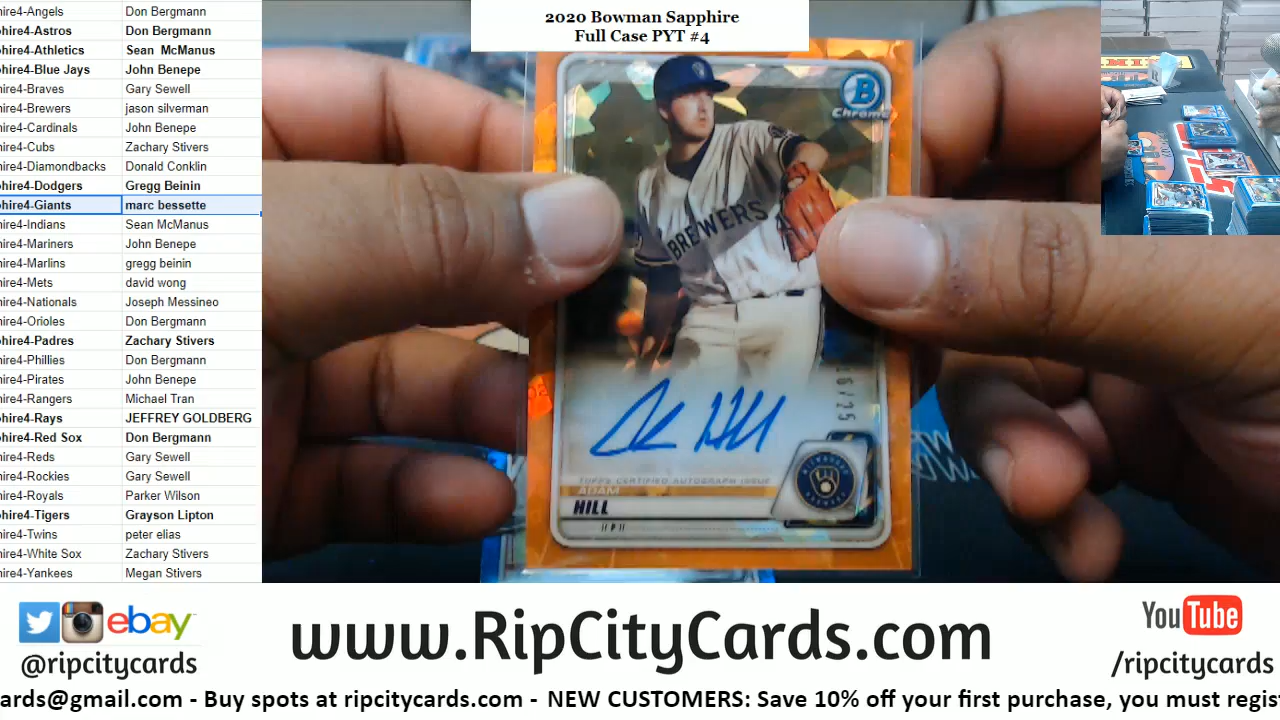 hire4-Angels Don Bergmann
hire4-Astros Don Bergmann
hire4-Athletics Sean McManus
hire4-Blue Jays John Benepe
hire4-Braves Gary Sewell
hire4-Brewers jason silverman
hire4-Cardinals John Benepe
hire4-Cubs Zachary Stivers
hire4-Diamondbacks Donald Conklin
hire4-Dodgers Gregg Beinin
hire4-Giants marc bessette
hire4-Indians Sean McManus
hire4-Mariners John Benepe
hire4-Marlins gregg beinin
hire4-Mets david wong
hire4-Nationals Joseph Messineo
hire4-Orioles Don Bergmann
hire4-Padres Zachary Stivers
hire4-Phillies Don Bergmann
hire4-Pirates John Benepe
hire4-Rangers Michael Tran
hire4-Rays JEFFREY GOLDBERG
hire4-Red Sox Don Bergmann
hire4-Reds Gary Sewell
hire4-Rockies Gary Sewell
hire4-Royals Parker Wilson
hire4-Tigers Grayson Lipton
hire4-Twins peter elias
hire4-White Sox Zachary Stivers
hire4-Yankees Megan Stivers
2020 Bowman Sapphire
Full Case PYT #4
B
Chrome
BREWERS
16/25
TOPPS CERTIFIED AUTOGRAPH ISSUE
ADAM
HILL
P
ebay
@ripcitycards
www.RipCityCards.com
YouTube
/ripcitycards
ards@gmail.com - Buy spots at ripcitycards.com - NEW CUSTOMERS: Save 10% off your first purchase, you must regis